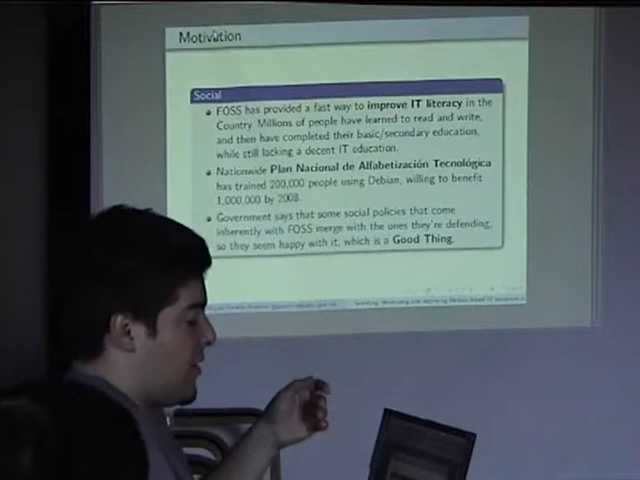 Motivation
Social
FOSS has provided a fast way to improve IT literacy in the
Country. Millions of people have learned to read and write,
and then have completed their basic/secondary education,
while still lacking a decent IT education.
Nationwide Plan Nacional de Alfabetización Tecnológica
has trained 200,000 people using Debian, willing to benefit
1,000,000 by 2008.
Government says that some social policies that come
inherently with FOSS merge with the ones they're defending,
so they seem happy with it, which is a Good Thing.